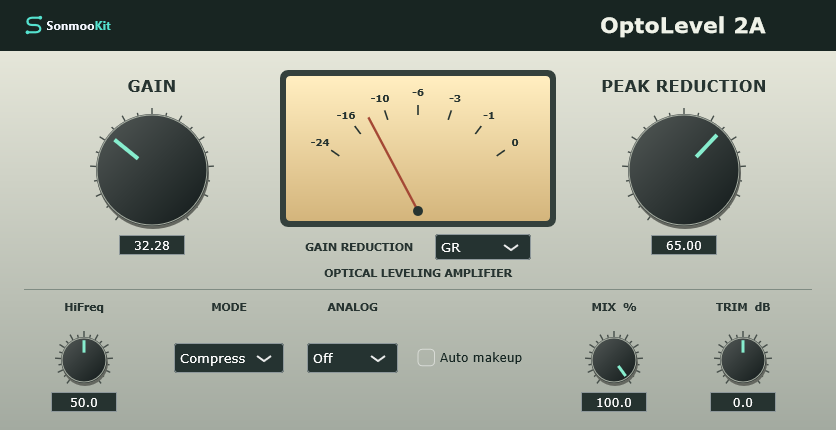 SonmooKit
OptoLevel 2A
GAIN
PEAK REDUCTION
-24
-16
-10
-6
-3
-1
0
32.28
65.00
GAIN REDUCTION
GR
OPTICAL LEVELING AMPLIFIER
HiFreq
MODE
ANALOG
MIX %
TRIM dB
Compress
Off
Auto makeup
50.0
100.0
0.0